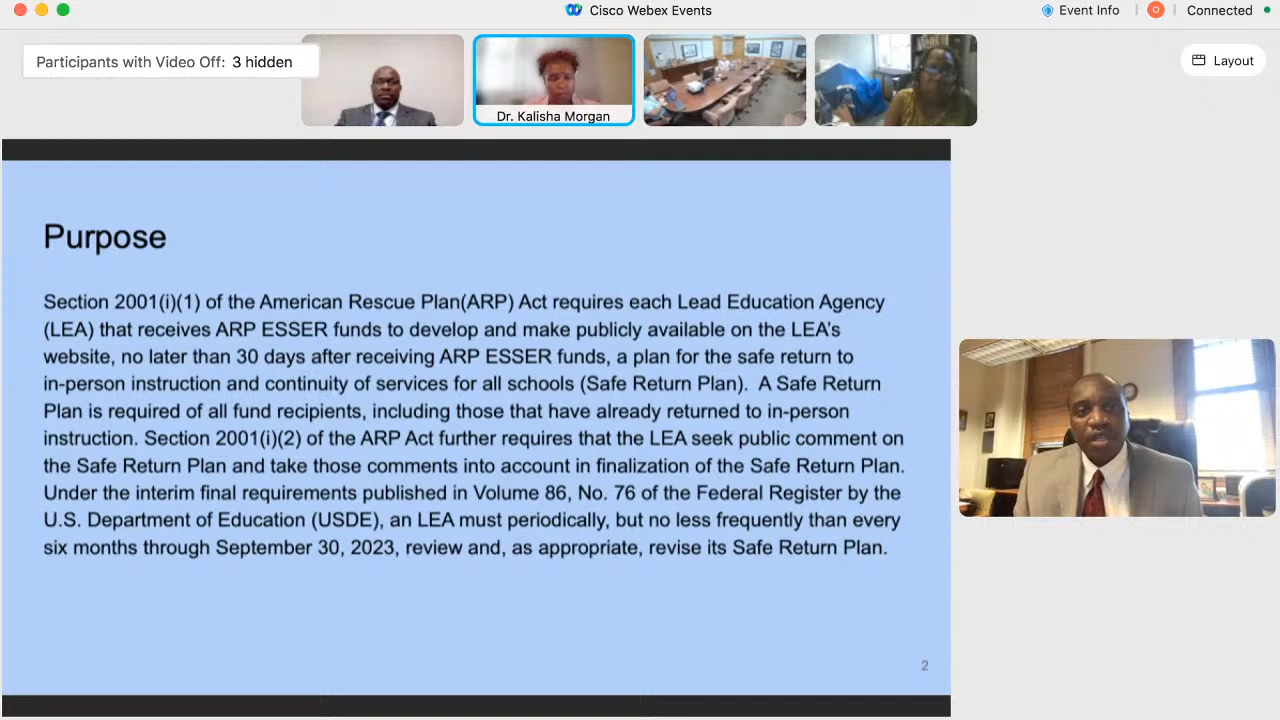 Cisco Webex Events
Event Info
Connected
Participants with Video Off: 3 hidden
Layout
Dr. Kalisha Morgan
Purpose
Section 2001(i)(1) of the American Rescue Plan(ARP) Act requires each Lead Education Agency
(LEA) that receives ARP ESSER funds to develop and make publicly available on the LEA's
website, no later than 30 days after receiving ARP ESSER funds, a plan for the safe return to
in-person instruction and continuity of services for all schools (Safe Return Plan). A Safe Return
Plan is required of all fund recipients, including those that have already returned to in-person
instruction. Section 2001(i)(2) of the ARP Act further requires that the LEA seek public comment on
the Safe Return Plan and take those comments into account in finalization of the Safe Return Plan.
Under the interim final requirements published in Volume 86, No. 76 of the Federal Register by the
U.S. Department of Education (USDE), an LEA must periodically, but no less frequently than every
six months through September 30, 2023, review and, as appropriate, revise its Safe Return Plan.
2